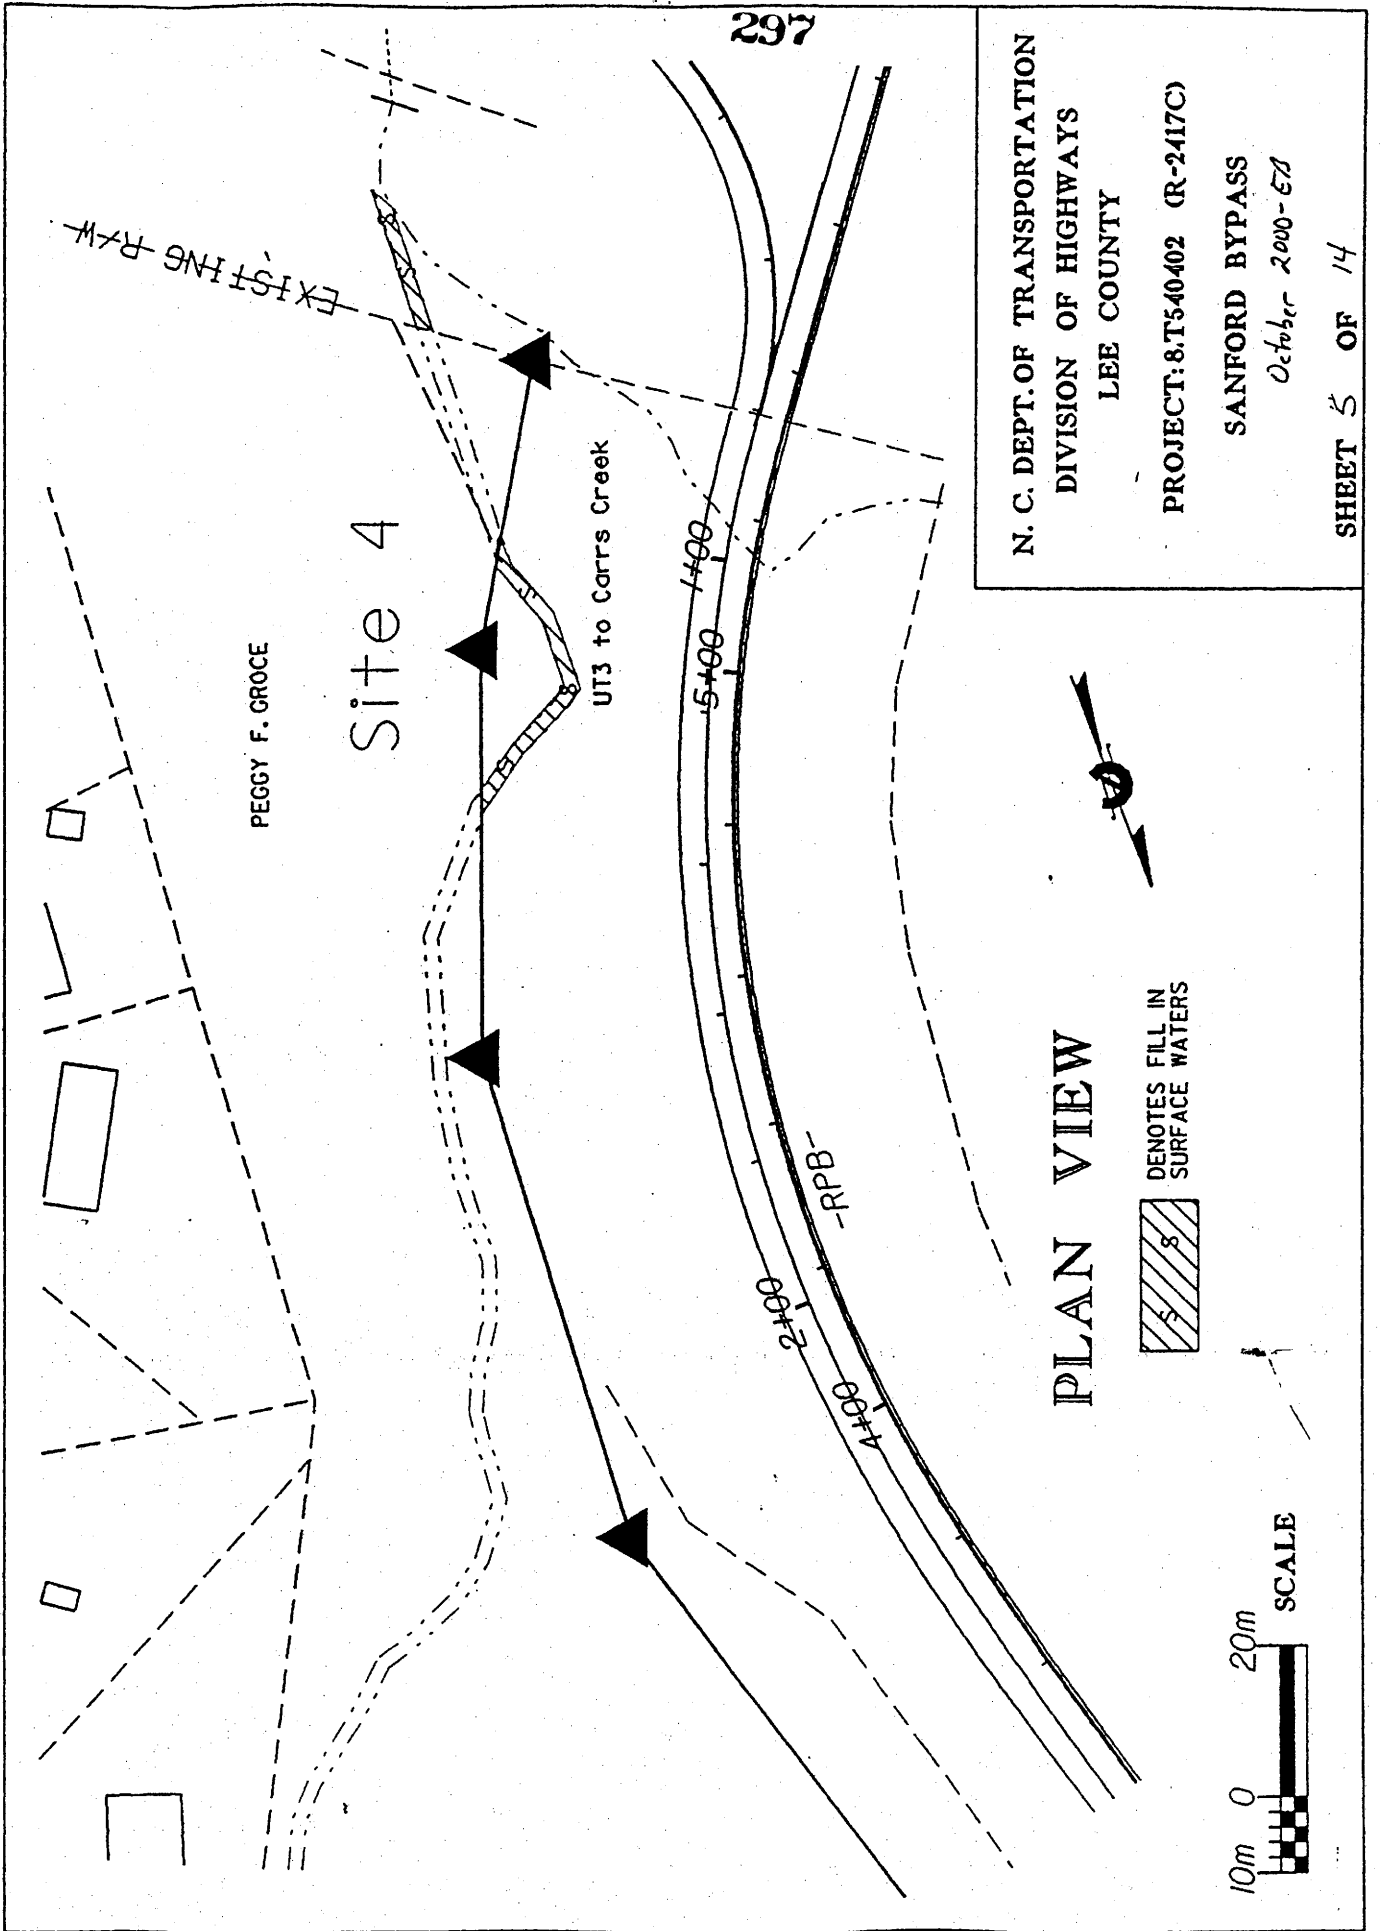 297
EXISTING R/W
PEGGY F. GROCE
Site 4
UT3 to Carrs Creek
1+00
5+00
2+00
4+00
-RPB-
PLAN VIEW
S S
DENOTES FILL IN
SURFACE WATERS
10m 0 20m
SCALE
N. C. DEPT. OF TRANSPORTATION
DIVISION OF HIGHWAYS
LEE COUNTY
PROJECT: 8.T540402 (R-2417C)
SANFORD BYPASS
October 2000-EB
SHEET 5 OF 14
S
S
S
S
S